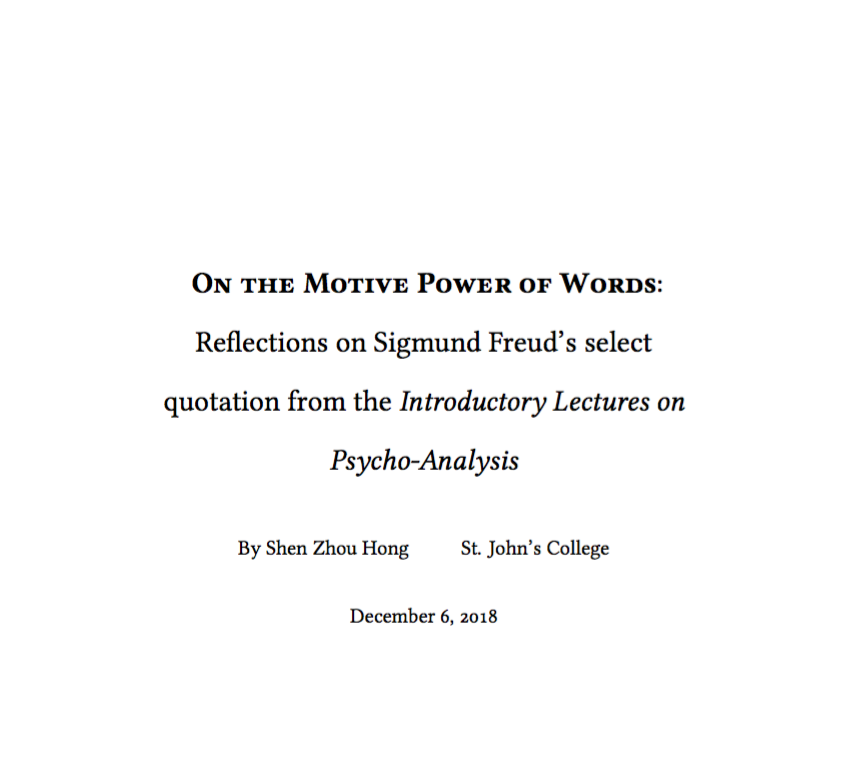 On the Motive Power of Words:
Reflections on Sigmund Freud’s select
quotation from the Introductory Lectures on
Psycho-Analysis
By Shen Zhou Hong St. John’s College
December 6, 2018